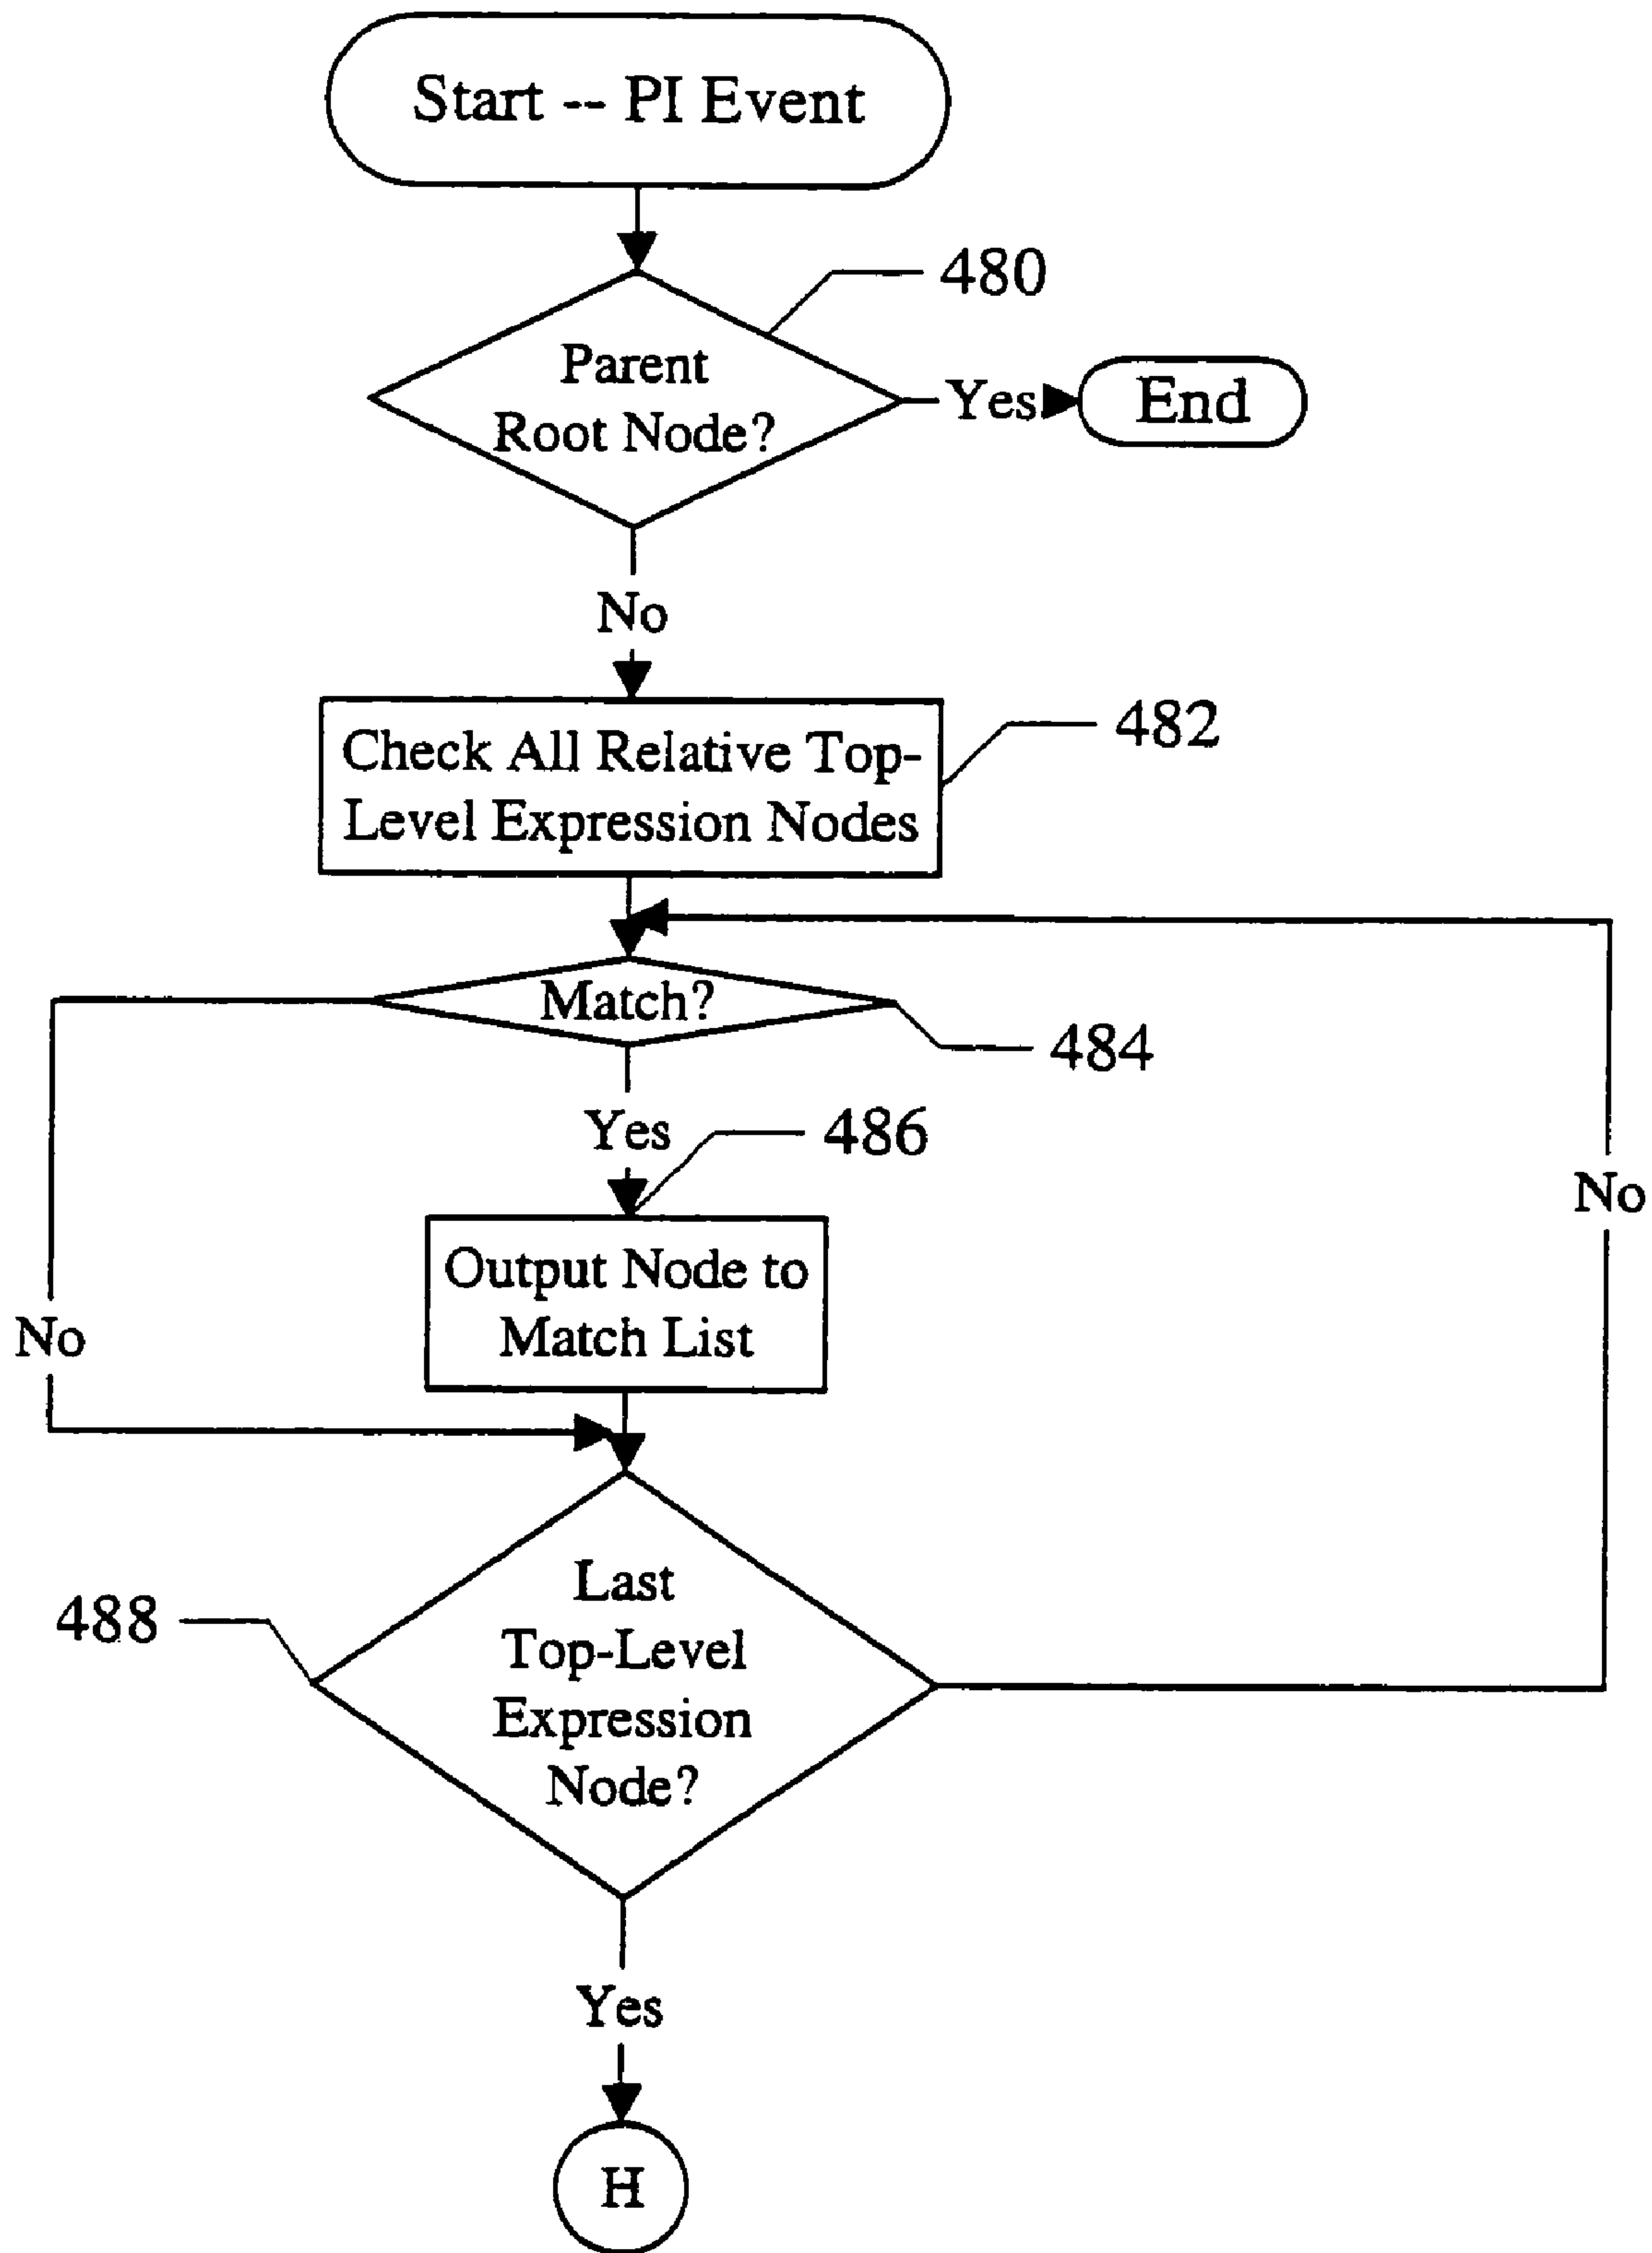 Start -- PI Event
480
Parent
Root Node?
Yes
End
No
482
Check All Relative Top-
Level Expression Nodes
Match?
484
Yes
486
No
Output Node to
Match List
No
Last
Top-Level
Expression
Node?
488
Yes
H